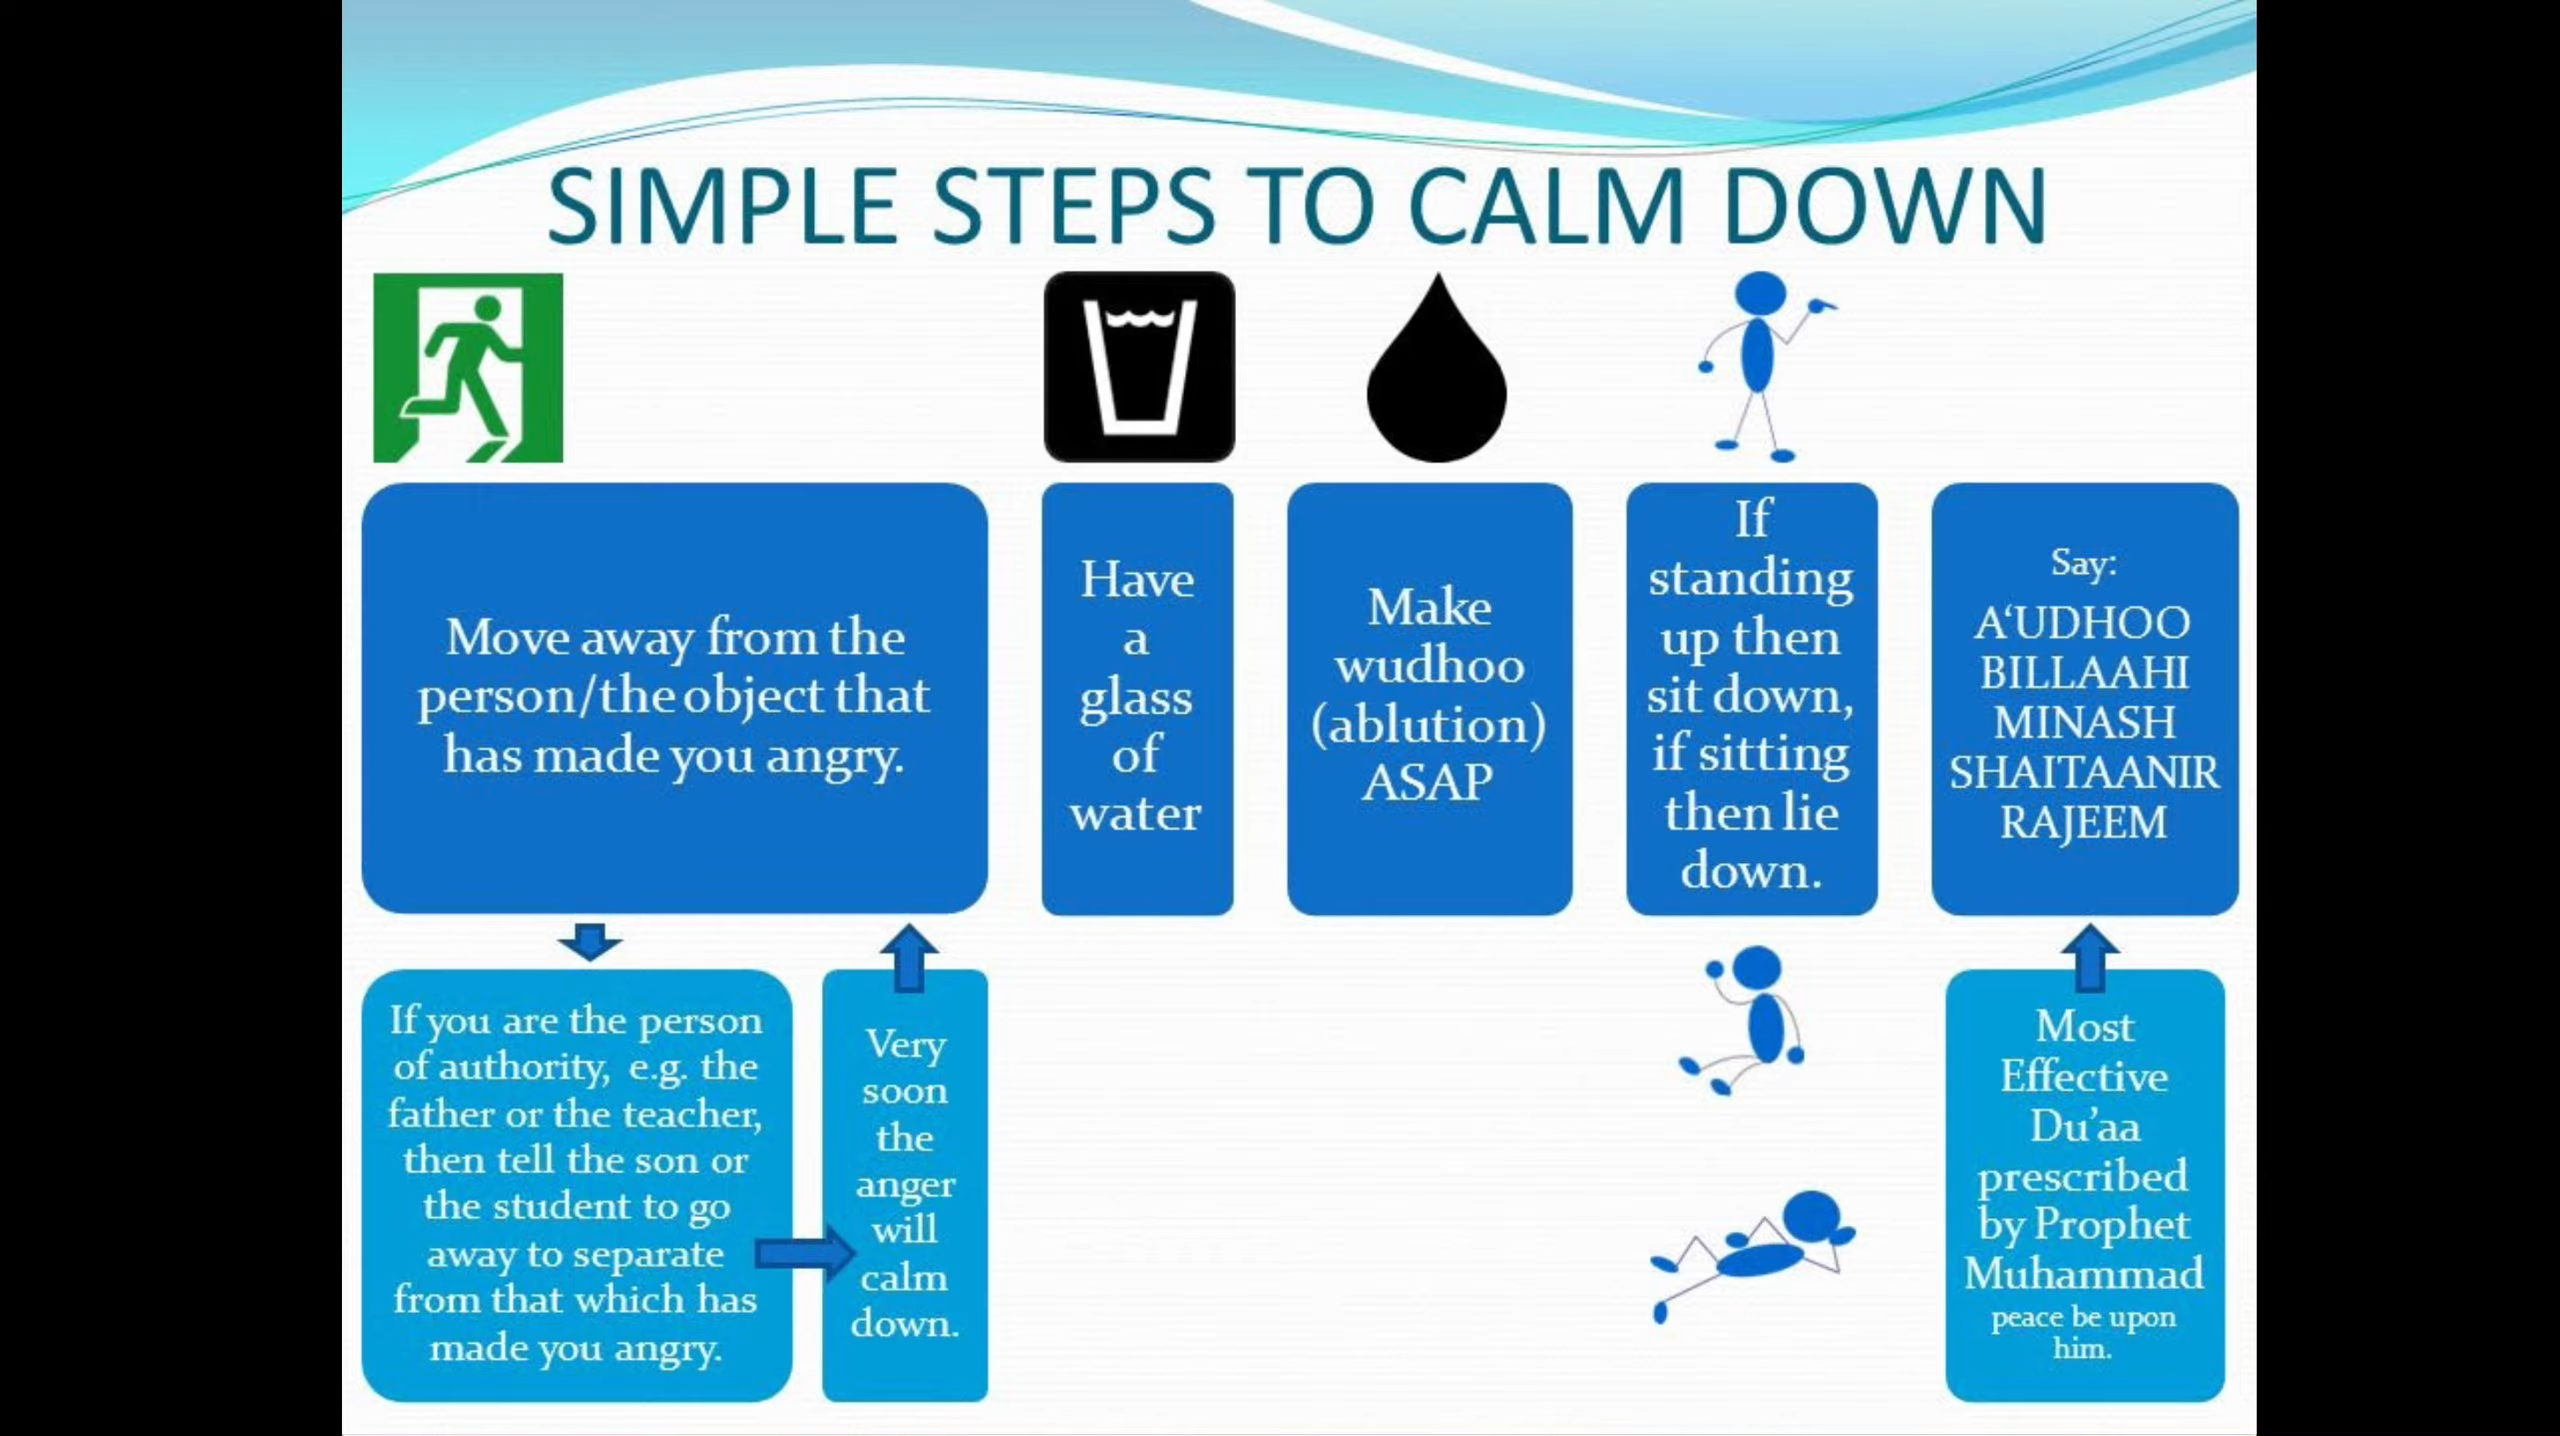 SIMPLE STEPS TO CALM DOWN
Move away from the
person/the object that
has made you angry.
Have
a
glass
of
water
Make
wudhoo
(ablution)
ASAP
If
standing
up then
sit down,
if sitting
then lie
down.
Say:
A‘UDHOO
BILLAAHI
MINASH
SHAITAANIR
RAJEEM
If you are the person
of authority, e.g. the
father or the teacher,
then tell the son or
the student to go
away to separate
from that which has
made you angry.
Very
soon
the
anger
will
calm
down.
Most
Effective
Du’aa
prescribed
by Prophet
Muhammad
peace be upon
him.